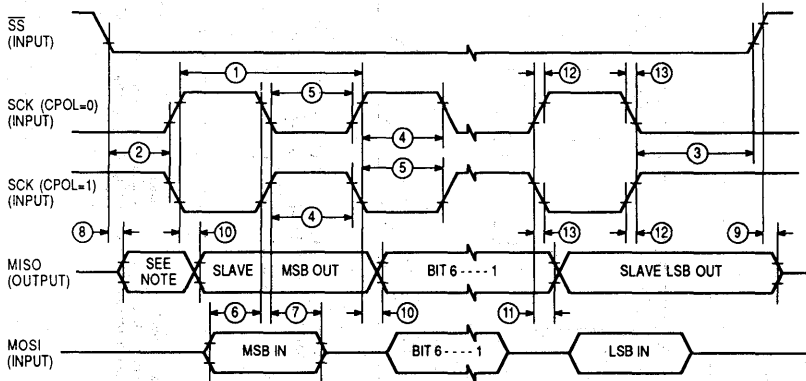 SS
(INPUT)
1
12
13
5
SCK (CPOL=0)
(INPUT)
4
2
3
5
SCK (CPOL=1)
(INPUT)
4
8
10
13
12
9
MISO
(OUTPUT)
SEE
NOTE
SLAVE
MSB OUT
BIT 6 - - - - 1
SLAVE LSB OUT
6
7
10
11
MOSI
(INPUT)
MSB IN
BIT 6 - - - - 1
LSB IN